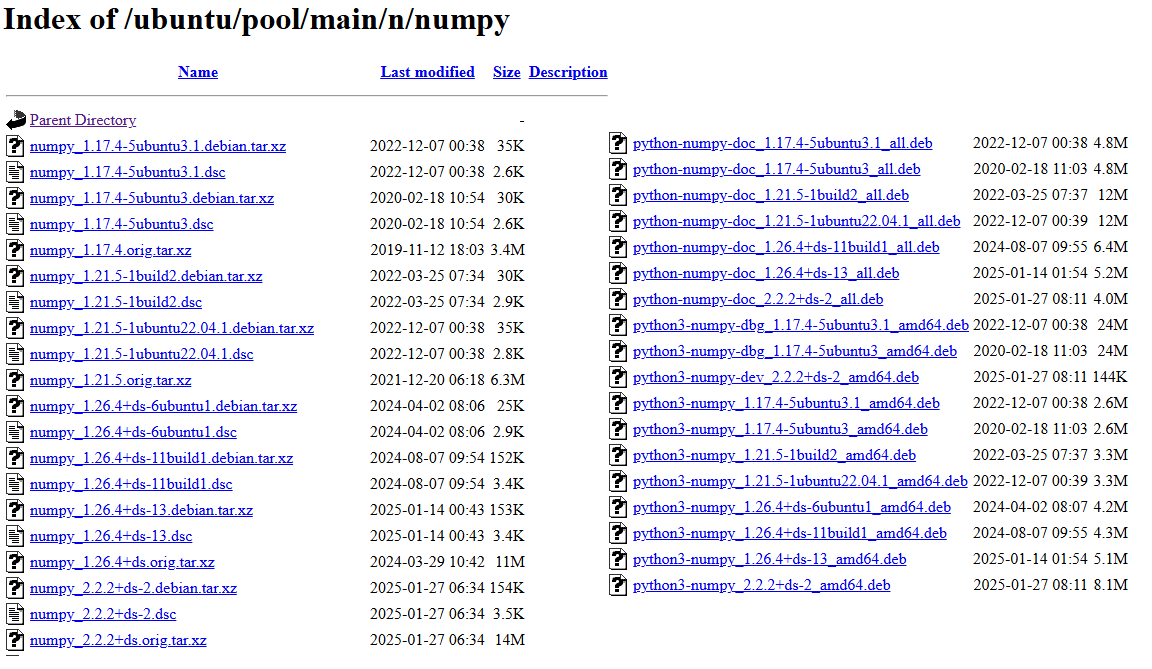 Index of /ubuntu/pool/main/n/numpy
Name Last modified Size Description
Parent Directory -
numpy_1.17.4-5ubuntu3.1.debian.tar.xz 2022-12-07 00:38 35K
numpy_1.17.4-5ubuntu3.1.dsc 2022-12-07 00:38 2.6K
numpy_1.17.4-5ubuntu3.debian.tar.xz 2020-02-18 10:54 30K
numpy_1.17.4-5ubuntu3.dsc 2020-02-18 10:54 2.6K
numpy_1.17.4.orig.tar.xz 2019-11-12 18:03 3.4M
numpy_1.21.5-1build2.debian.tar.xz 2022-03-25 07:34 30K
numpy_1.21.5-1build2.dsc 2022-03-25 07:34 2.9K
numpy_1.21.5-1ubuntu22.04.1.debian.tar.xz 2022-12-07 00:38 35K
numpy_1.21.5-1ubuntu22.04.1.dsc 2022-12-07 00:38 2.8K
numpy_1.21.5.orig.tar.xz 2021-12-20 06:18 6.3M
numpy_1.26.4+ds-6ubuntu1.debian.tar.xz 2024-04-02 08:06 25K
numpy_1.26.4+ds-6ubuntu1.dsc 2024-04-02 08:06 2.9K
numpy_1.26.4+ds-11build1.debian.tar.xz 2024-08-07 09:54 152K
numpy_1.26.4+ds-11build1.dsc 2024-08-07 09:54 3.4K
numpy_1.26.4+ds-13.debian.tar.xz 2025-01-14 00:43 153K
numpy_1.26.4+ds-13.dsc 2025-01-14 00:43 3.4K
numpy_1.26.4+ds.orig.tar.xz 2024-03-29 10:42 11M
numpy_2.2.2+ds-2.debian.tar.xz 2025-01-27 06:34 154K
numpy_2.2.2+ds-2.dsc 2025-01-27 06:34 3.5K
numpy_2.2.2+ds.orig.tar.xz 2025-01-27 06:34 14M
python-numpy-doc_1.17.4-5ubuntu3.1_all.deb 2022-12-07 00:38 4.8M
python-numpy-doc_1.17.4-5ubuntu3_all.deb 2020-02-18 11:03 4.8M
python-numpy-doc_1.21.5-1build2_all.deb 2022-03-25 07:37 12M
python-numpy-doc_1.21.5-1ubuntu22.04.1_all.deb 2022-12-07 00:39 12M
python-numpy-doc_1.26.4+ds-11build1_all.deb 2024-08-07 09:55 6.4M
python-numpy-doc_1.26.4+ds-13_all.deb 2025-01-14 01:54 5.2M
python-numpy-doc_2.2.2+ds-2_all.deb 2025-01-27 08:11 4.0M
python3-numpy-dbg_1.17.4-5ubuntu3.1_amd64.deb 2022-12-07 00:38 24M
python3-numpy-dbg_1.17.4-5ubuntu3_amd64.deb 2020-02-18 11:03 24M
python3-numpy-dev_2.2.2+ds-2_amd64.deb 2025-01-27 08:11 144K
python3-numpy_1.17.4-5ubuntu3.1_amd64.deb 2022-12-07 00:38 2.6M
python3-numpy_1.17.4-5ubuntu3_amd64.deb 2020-02-18 11:03 2.6M
python3-numpy_1.21.5-1build2_amd64.deb 2022-03-25 07:37 3.3M
python3-numpy_1.21.5-1ubuntu22.04.1_amd64.deb 2022-12-07 00:39 3.3M
python3-numpy_1.26.4+ds-6ubuntu1_amd64.deb 2024-04-02 08:07 4.2M
python3-numpy_1.26.4+ds-11build1_amd64.deb 2024-08-07 09:55 4.3M
python3-numpy_1.26.4+ds-13_amd64.deb 2025-01-14 01:54 5.1M
python3-numpy_2.2.2+ds-2_amd64.deb 2025-01-27 08:11 8.1M